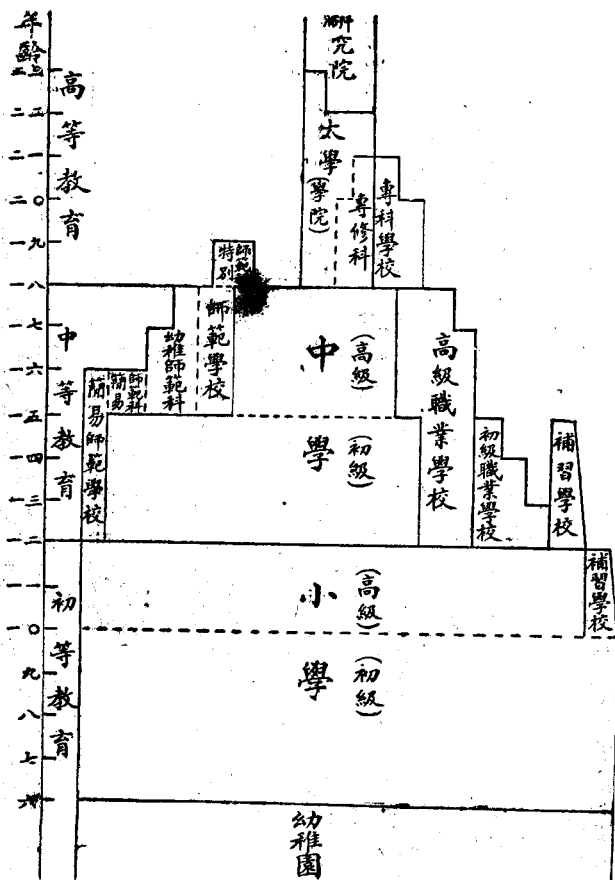 年齡
二三
二二
二一
二〇
一九
一八
一七
一六
一五
一四
一三
一二
一一
一〇
九
八
七
六
高等教育
中等教育
初等教育
研究院
大學
(學院)
專修科
專科學校
特別
師範
師範學校
幼稚師範科
簡易
師範科
簡易師範學校
中學
(高級)
(初級)
高級職業學校
初級職業學校
補習學校
補習學校
小學
(高級)
(初級)
幼稚園